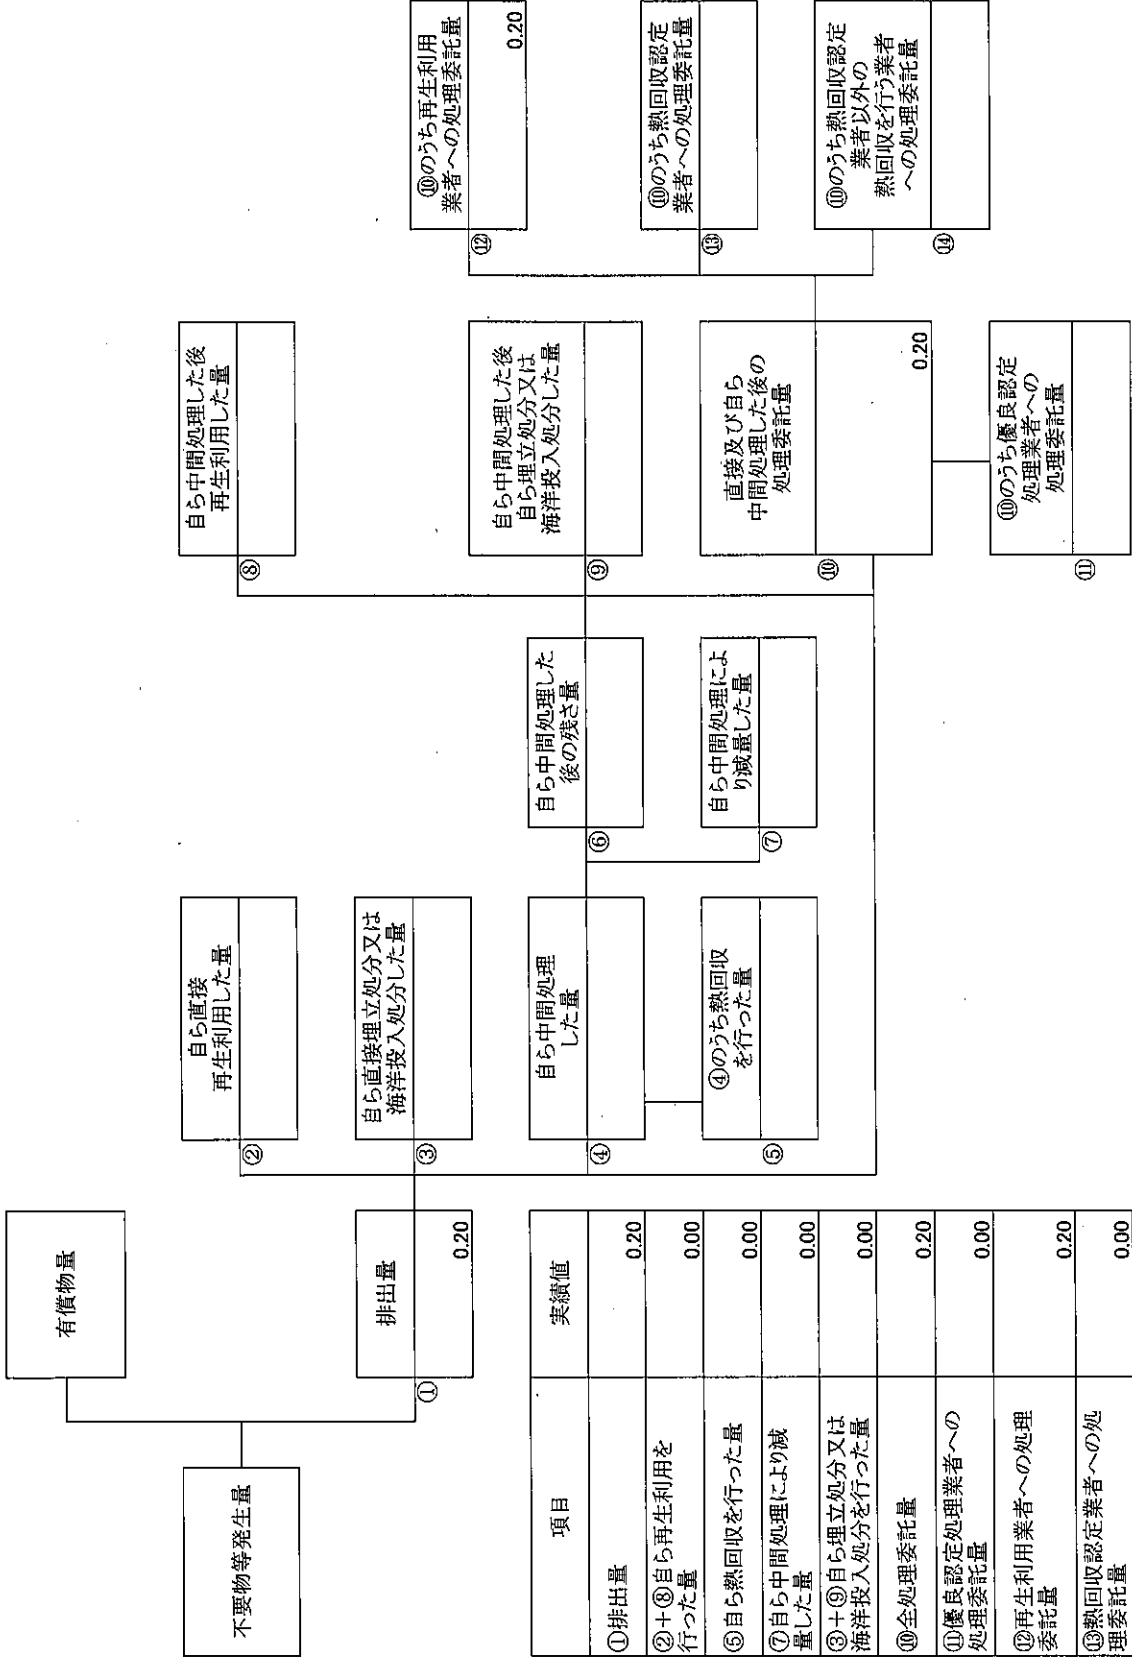 不要物等発生量
有償物量
排出量
①
0.20
自ら直接
再生利用した量
②
自ら直接埋立処分又は
海洋投入処分した量
③
自ら中間処理
した量
④
④のうち熱回収
を行った量
⑤
自ら中間処理した
後の残さ量
⑥
自ら中間処理によ
り減量した量
⑦
自ら中間処理した後
再生利用した量
⑧
自ら中間処理した後
自ら埋立処分又は
海洋投入処分した量
⑨
直接及び自ら
中間処理した後の
処理委託量
⑩
0.20
⑩のうち優良認定
処理業者への
処理委託量
⑪
⑩のうち再生利用
業者への処理委託量
⑫
0.20
⑩のうち熱回収認定
業者への処理委託量
⑬
⑩のうち熱回収認定
業者以外の
熱回収を行う業者
への処理委託量
⑭
項目 実績値
①排出量 0.20
②+⑧自ら再生利用を
行った量 0.00
⑤自ら熱回収を行った量 0.00
⑦自ら中間処理により減
量した量 0.00
③+⑨自ら埋立処分又は
海洋投入処分を行った量 0.00
⑩全処理委託量 0.20
⑪優良認定処理業者への
処理委託量 0.00
⑫再生利用業者への処理
委託量 0.20
⑬熱回収認定業者への処
理委託量 0.00